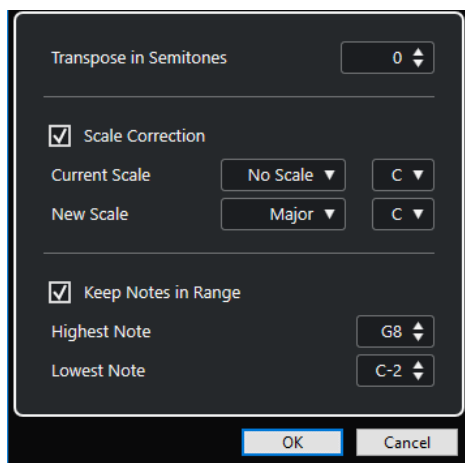 Transpose in Semitones 0
Scale Correction
Current Scale No Scale C
New Scale Major C
Keep Notes in Range
Highest Note G8
Lowest Note C-2
OK Cancel